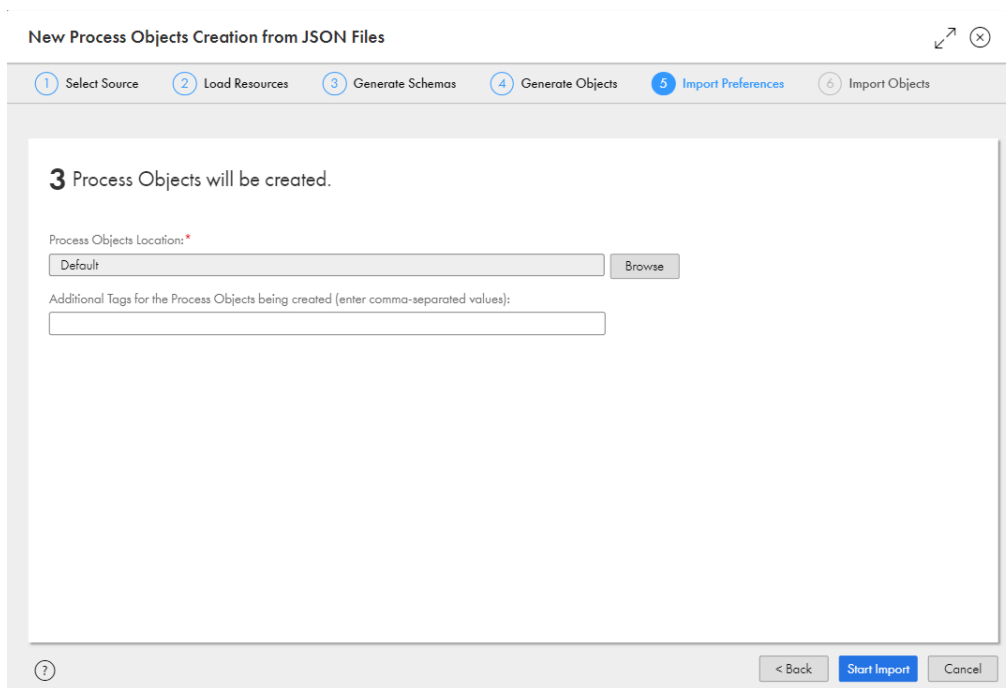 New Process Objects Creation from JSON Files
1 Select Source 2 Load Resources 3 Generate Schemas 4 Generate Objects 5 Import Preferences 6 Import Objects
3 Process Objects will be created.
Process Objects Location:*
Default Browse
Additional Tags for the Process Objects being created (enter comma-separated values):
? < Back Start Import Cancel